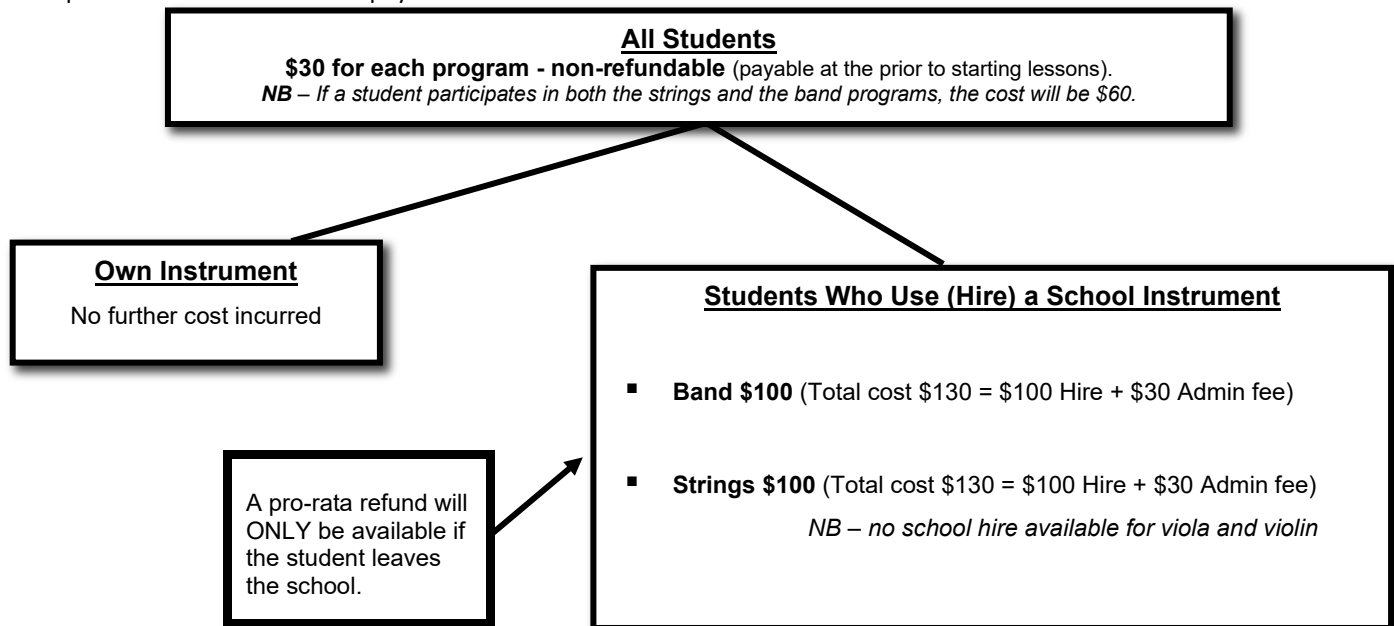 All Students
$30 for each program - non-refundable (payable at the prior to starting lessons).
NB – If a student participates in both the strings and the band programs, the cost will be $60.
Own Instrument
No further cost incurred
Students Who Use (Hire) a School Instrument
▪ Band $100 (Total cost $130 = $100 Hire + $30 Admin fee)
▪ Strings $100 (Total cost $130 = $100 Hire + $30 Admin fee)
NB – no school hire available for viola and violin
A pro-rata refund will
ONLY be available if
the student leaves
the school.